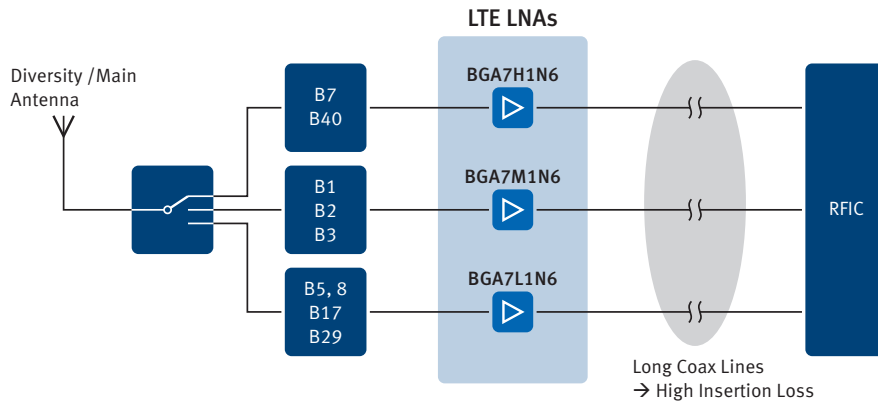 LTE LNAs
Diversity /Main
Antenna
B7
B40
BGA7H1N6
B1
B2
B3
BGA7M1N6
RFIC
B5, 8
B17
B29
BGA7L1N6
Long Coax Lines
→ High Insertion Loss